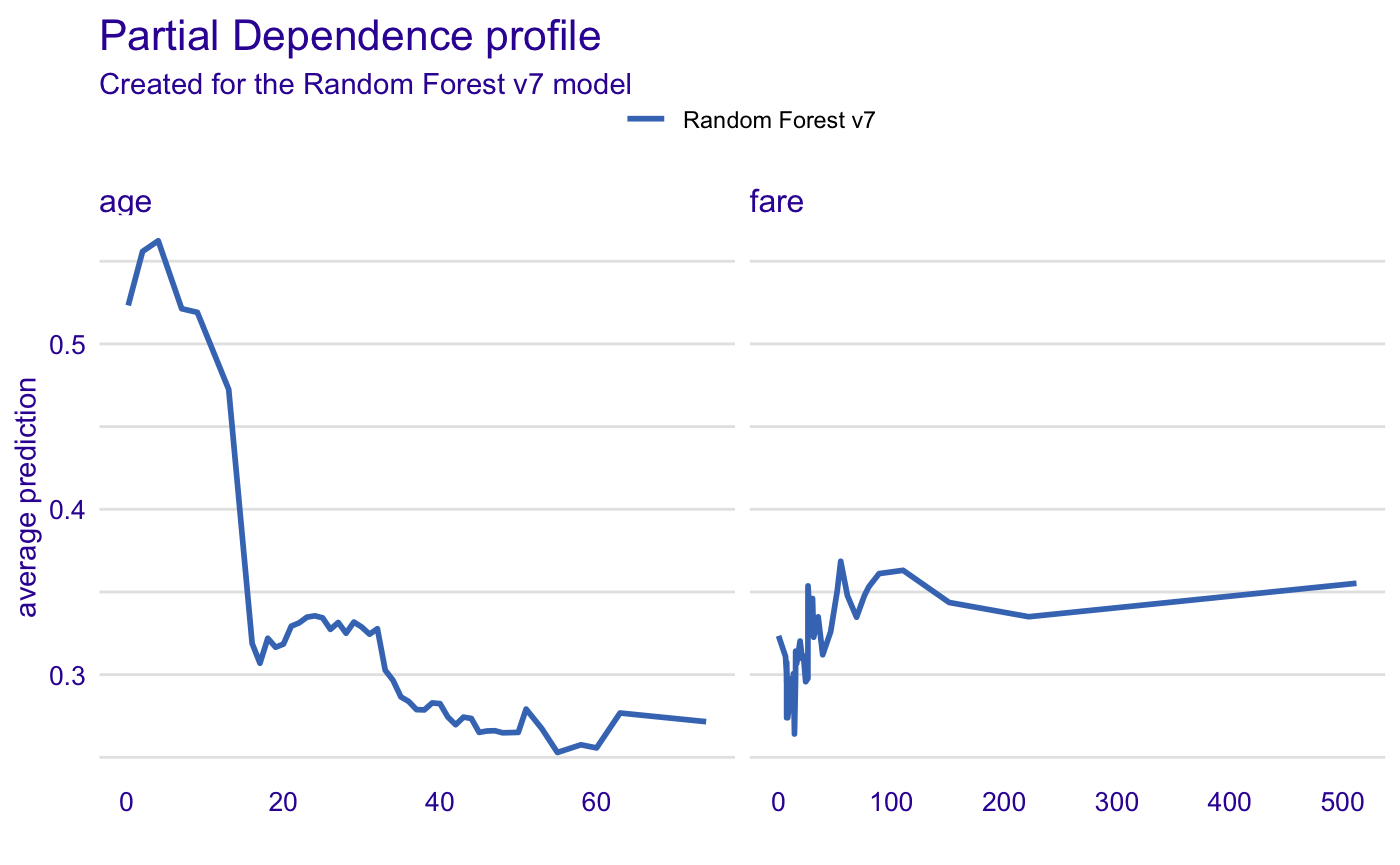 Partial Dependence profile
Created for the Random Forest v7 model
Random Forest v7
age
fare
average prediction
0.5
0.4
0.3
0 20 40 60
0 100 200 300 400 500